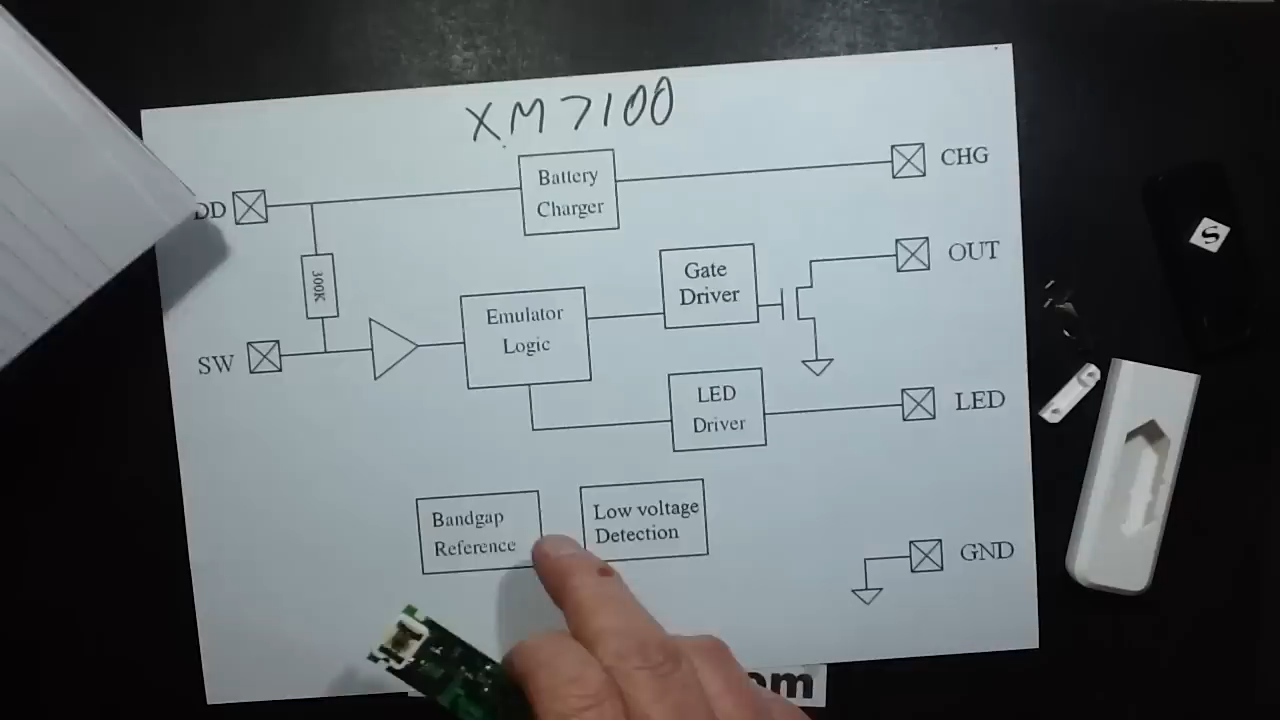 XM7100
Battery
Charger
CHG
DD
300K
Gate
Driver
OUT
Emulator
Logic
SW
LED
Driver
LED
Bandgap
Reference
Low voltage
Detection
GND
om
S